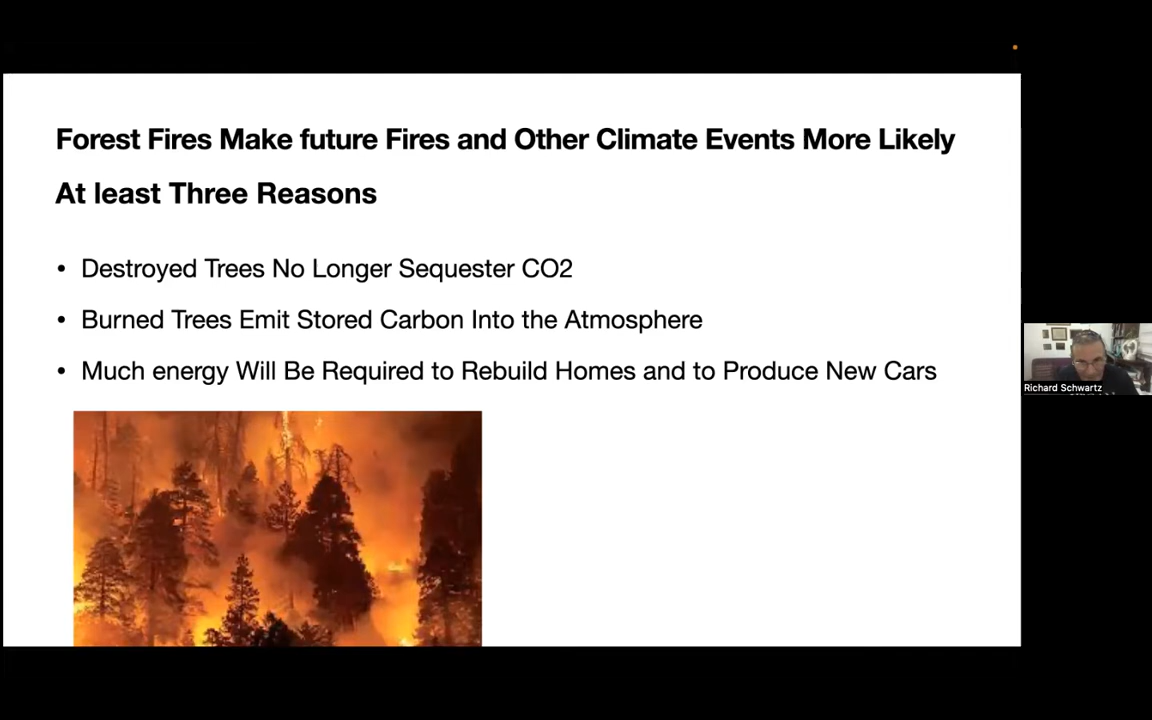 Forest Fires Make future Fires and Other Climate Events More Likely
At least Three Reasons
• Destroyed Trees No Longer Sequester CO2
• Burned Trees Emit Stored Carbon Into the Atmosphere
• Much energy Will Be Required to Rebuild Homes and to Produce New Cars
Richard Schwartz